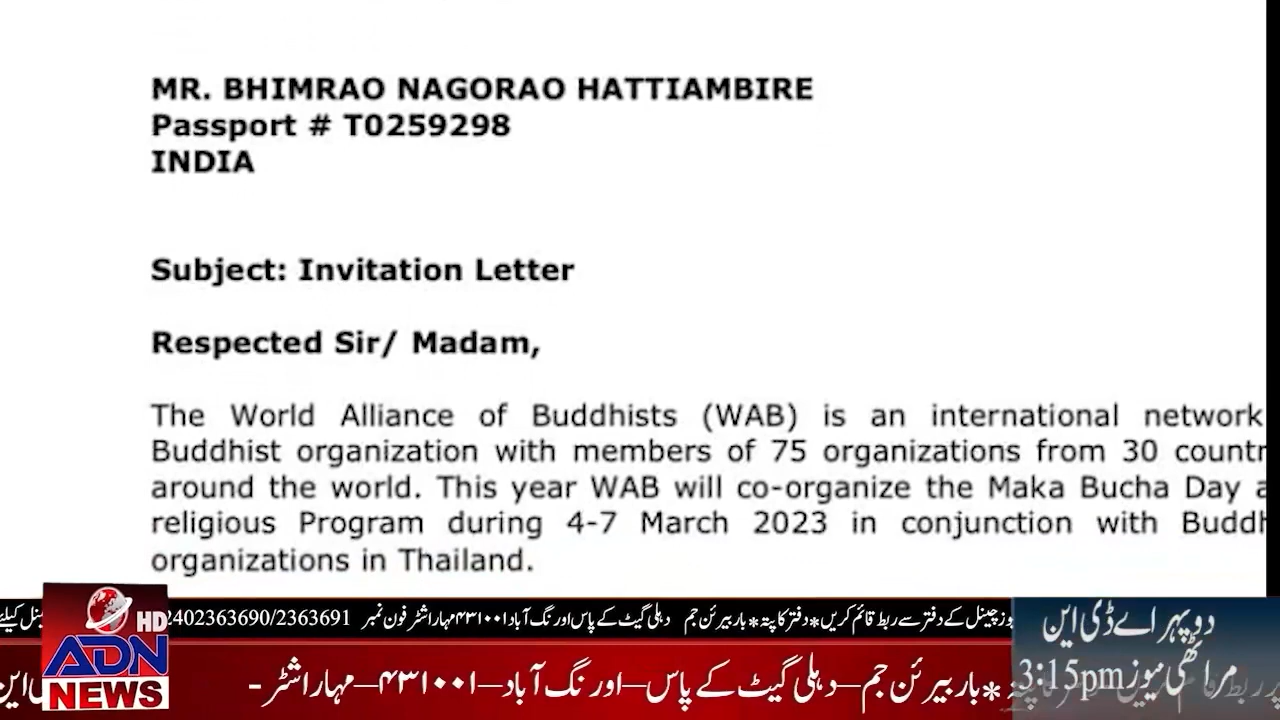 MR. BHIMRAO NAGORAO HATTIAMBIRE
Passport # T0259298
INDIA
Subject: Invitation Letter
Respected Sir/ Madam,
The World Alliance of Buddhists (WAB) is an international network
Buddhist organization with members of 75 organizations from 30 countr
around the world. This year WAB will co-organize the Maka Bucha Day a
religious Program during 4-7 March 2023 in conjunction with Buddh
organizations in Thailand.
HD
ADN
NEWS
یوز چینل کے دفتر سے ربط قائم کریں * دفتر کا پتہ * باربیرئن جم دہلی گیٹ کے پاس اورنگ آباد ۴۳۱۰۰۱ مہاراشٹر فون نمبر 2402363690/2363691
*باربیرئن جم–دہلی گیٹ کے پاس–اورنگ آباد–۴۳۱۰۰۱–مہاراشٹر-
دوپہر اے ڈی این
مراٹھی نیوز 3:15pm